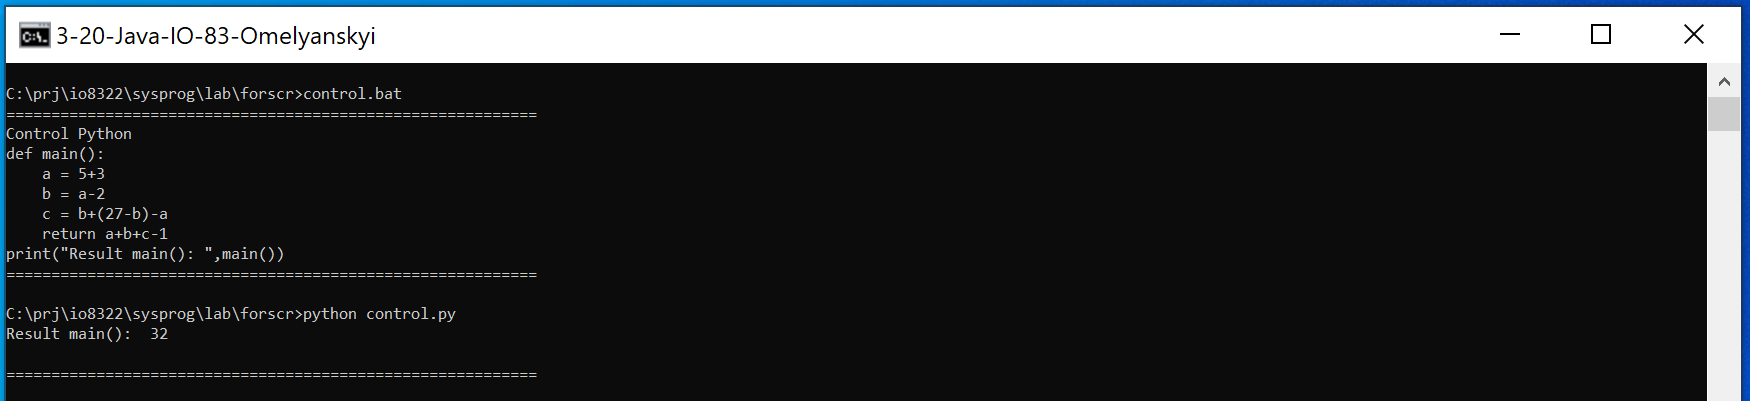 3-20-Java-IO-83-Omelyanskyi
C:\prj\io8322\sysprog\lab\forscr>control.bat
===========================================================
Control Python
def main():
    a = 5+3
    b = a-2
    c = b+(27-b)-a
    return a+b+c-1
print("Result main(): ",main())
===========================================================
C:\prj\io8322\sysprog\lab\forscr>python control.py
Result main():  32
===========================================================